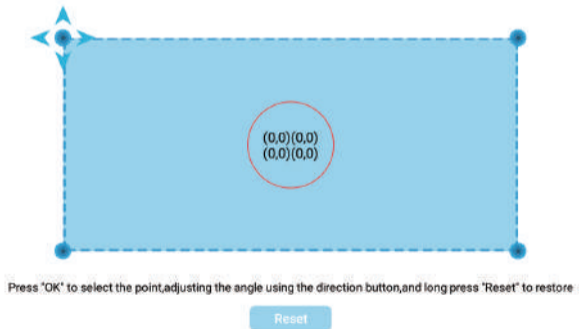 (0,0)(0,0)
(0,0)(0,0)
Press "OK" to select the point,adjusting the angle using the direction button,and long press "Reset" to restore
Reset